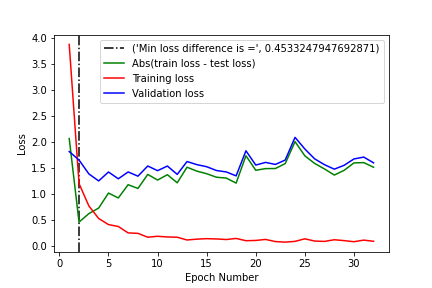 ('Min loss difference is =', 0.4533247947692871)
Abs(train loss - test loss)
Training loss
Validation loss
4.0
3.5
3.0
2.5
2.0
1.5
1.0
0.5
0.0
Loss
0 5 10 15 20 25 30
Epoch Number